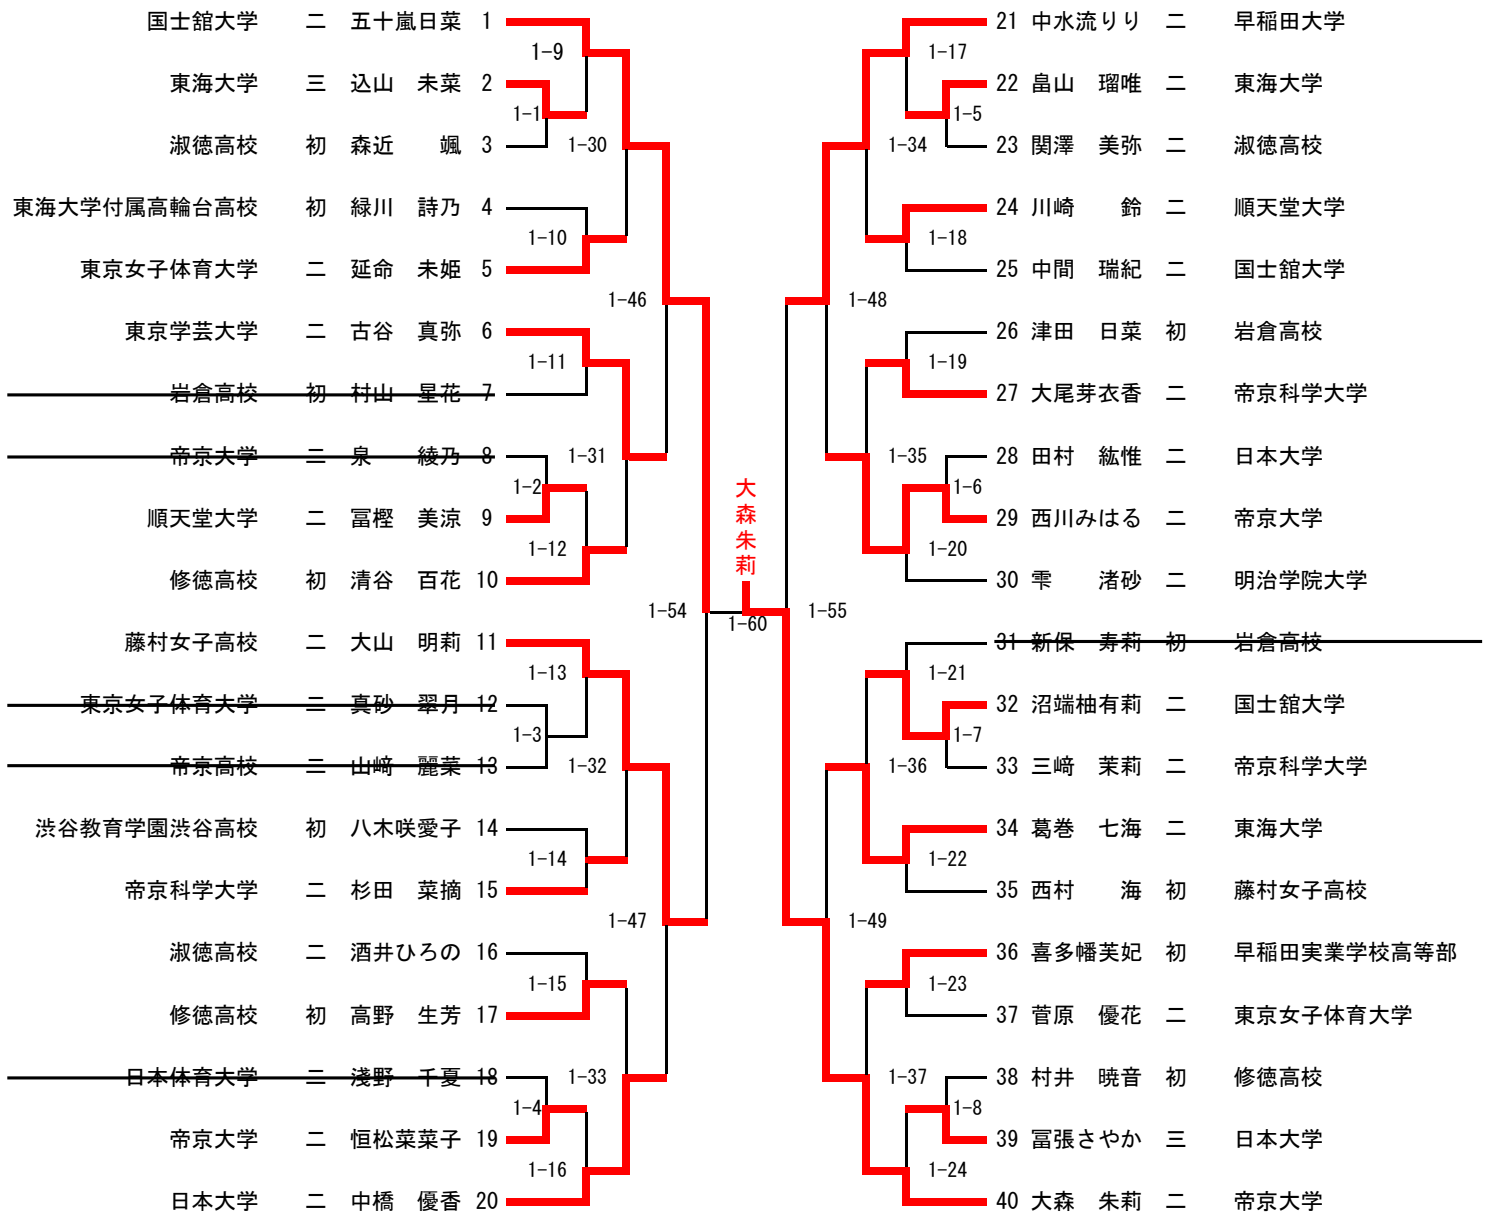 国士舘大学 二 五十嵐日菜 1
1-9
東海大学 三 込山 未菜 2
1-1
淑徳高校 初 森近 颯 3
1-30
東海大学付属高輪台高校 初 緑川 詩乃 4
1-10
東京女子体育大学 二 延命 未姫 5
1-46
東京学芸大学 二 古谷 真弥 6
1-11
岩倉高校 初 村山 星花 7
帝京大学 二 泉 綾乃 8
1-31
1-2
順天堂大学 二 冨樫 美涼 9
1-12
修徳高校 初 清谷 百花 10
1-54
藤村女子高校 二 大山 明莉 11
1-13
東京女子体育大学 二 真砂 翠月 12
1-3
帝京高校 二 山﨑 麗菜 13
1-32
渋谷教育学園渋谷高校 初 八木咲愛子 14
1-14
帝京科学大学 二 杉田 菜摘 15
1-47
淑徳高校 二 酒井ひろの 16
1-15
修徳高校 初 高野 生芳 17
日本体育大学 二 淺野 千夏 18
1-33
1-4
帝京大学 二 恒松菜菜子 19
1-16
日本大学 二 中橋 優香 20
大森朱莉
1-60
21 中水流りり 二 早稲田大学
1-17
22 畠山 瑠唯 二 東海大学
1-5
23 関澤 美弥 二 淑徳高校
1-34
24 川崎 鈴 二 順天堂大学
1-18
25 中間 瑞紀 二 国士舘大学
1-48
26 津田 日菜 初 岩倉高校
1-19
27 大尾芽衣香 二 帝京科学大学
28 田村 紘惟 二 日本大学
1-35
1-6
29 西川みはる 二 帝京大学
1-20
30 雫 渚砂 二 明治学院大学
1-55
31 新保 寿莉 初 岩倉高校
1-21
32 沼端柚有莉 二 国士舘大学
1-7
33 三﨑 茉莉 二 帝京科学大学
1-36
34 葛巻 七海 二 東海大学
1-22
35 西村 海 初 藤村女子高校
1-49
36 喜多幡芙妃 初 早稲田実業学校高等部
1-23
37 菅原 優花 二 東京女子体育大学
38 村井 暁音 初 修徳高校
1-37
1-8
39 冨張さやか 三 日本大学
1-24
40 大森 朱莉 二 帝京大学